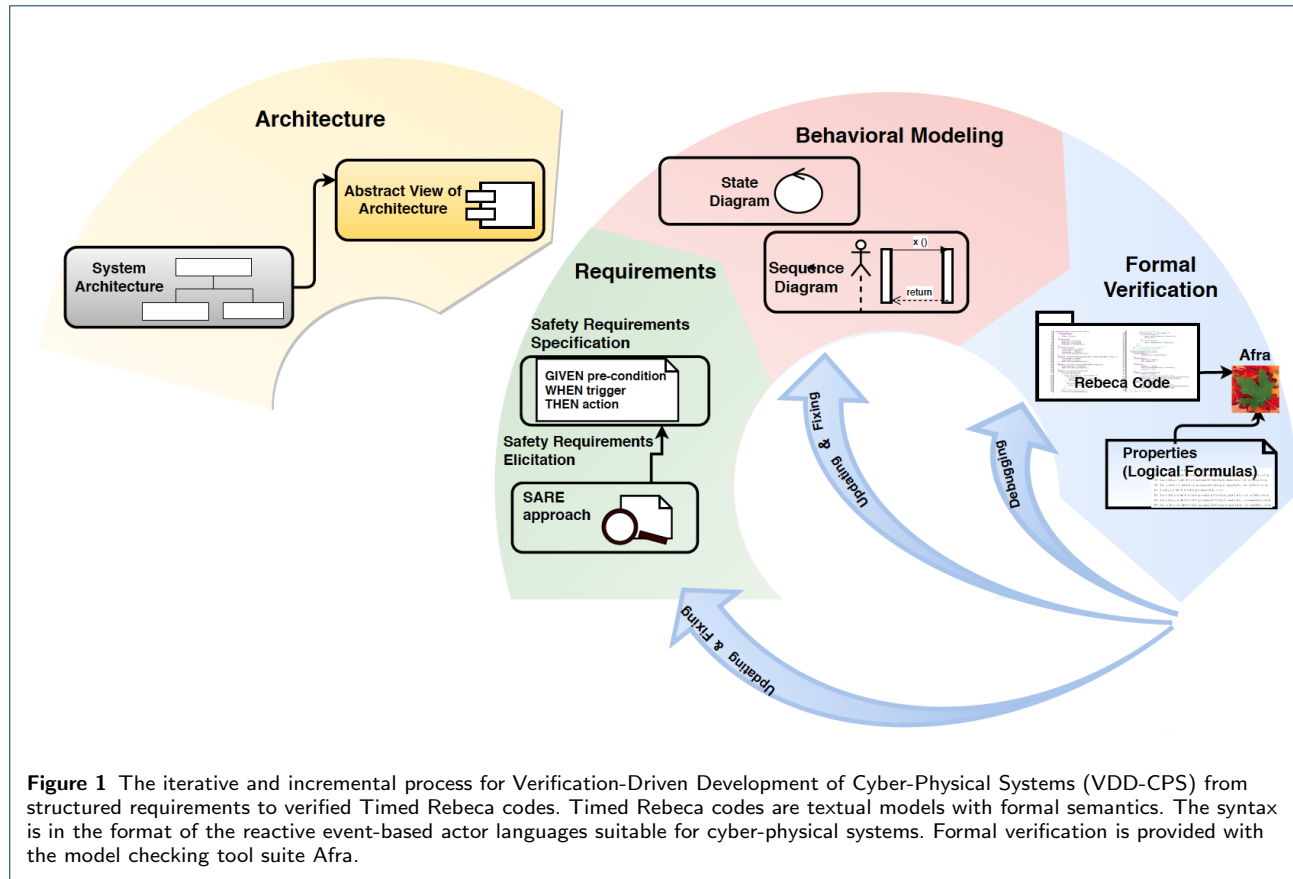 Architecture
Abstract View of
Architecture
System
Architecture
Behavioral Modeling
State
Diagram
Sequence
Diagram
x ()
return
Requirements
Safety Requirements
Specification
GIVEN pre-condition
WHEN trigger
THEN action
Safety Requirements
Elicitation
SARE
approach
Formal
Verification
Rebeca Code
Afra
Properties
(Logical Formulas)
Updating & Fixing
Debugging
Updating & Fixing
Figure 1 The iterative and incremental process for Verification-Driven Development of Cyber-Physical Systems (VDD-CPS) from
structured requirements to verified Timed Rebeca codes. Timed Rebeca codes are textual models with formal semantics. The syntax
is in the format of the reactive event-based actor languages suitable for cyber-physical systems. Formal verification is provided with
the model checking tool suite Afra.